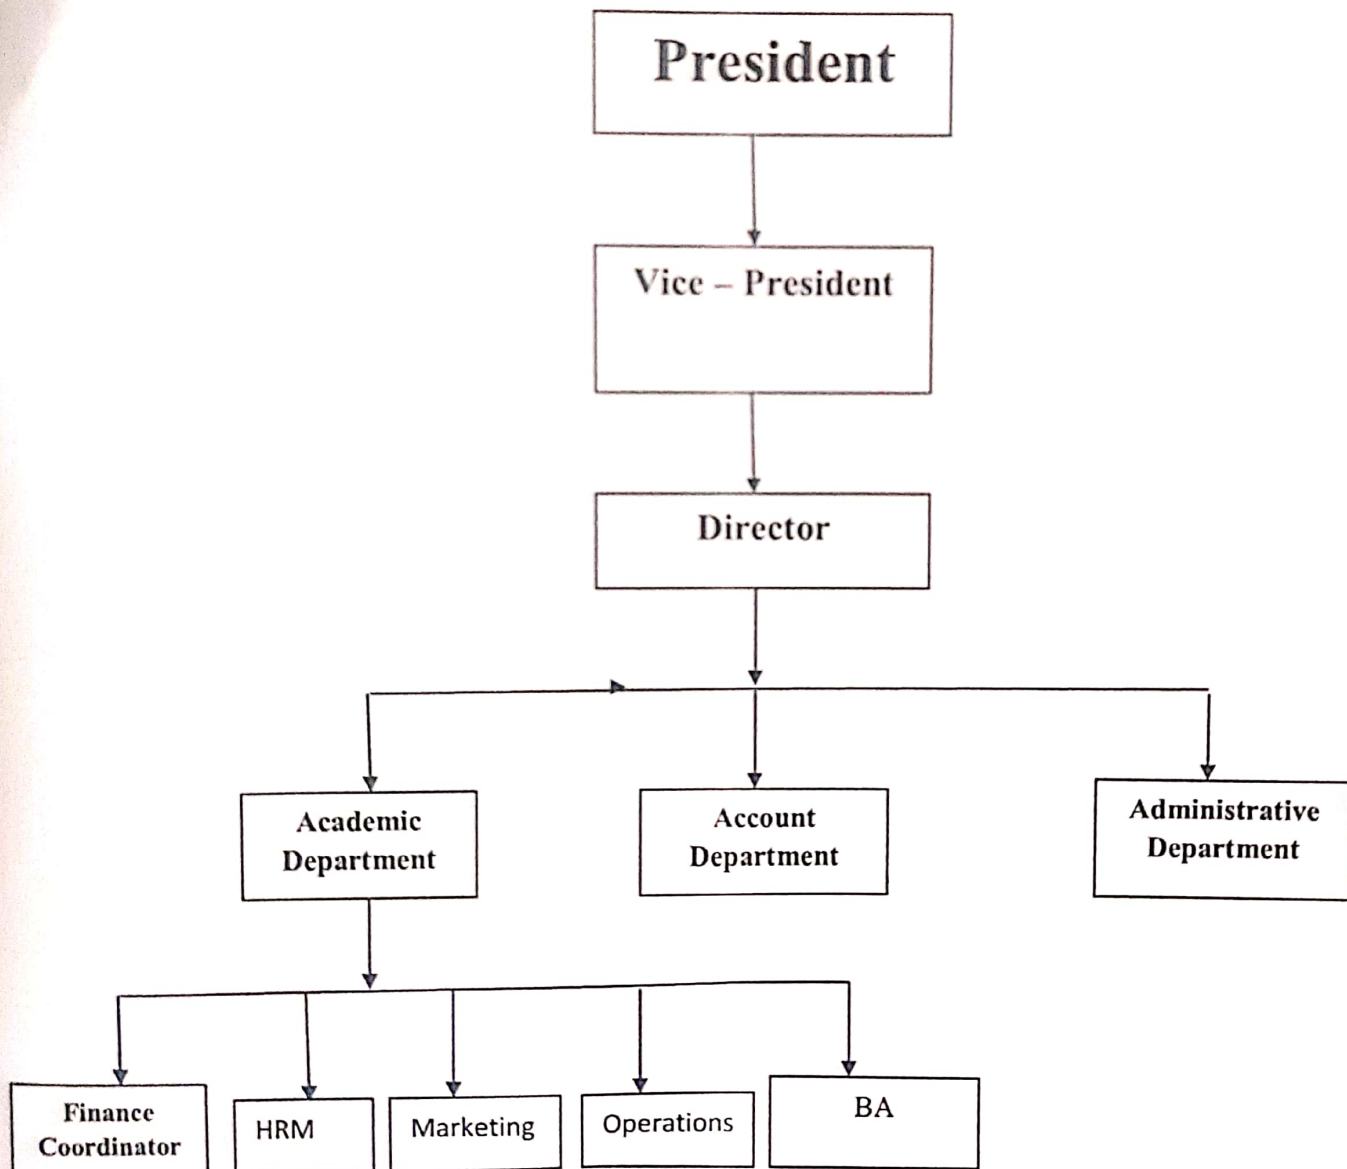 President
Vice – President
Director
Academic
Department
Account
Department
Administrative
Department
Finance
Coordinator
HRM
Marketing
Operations
BA